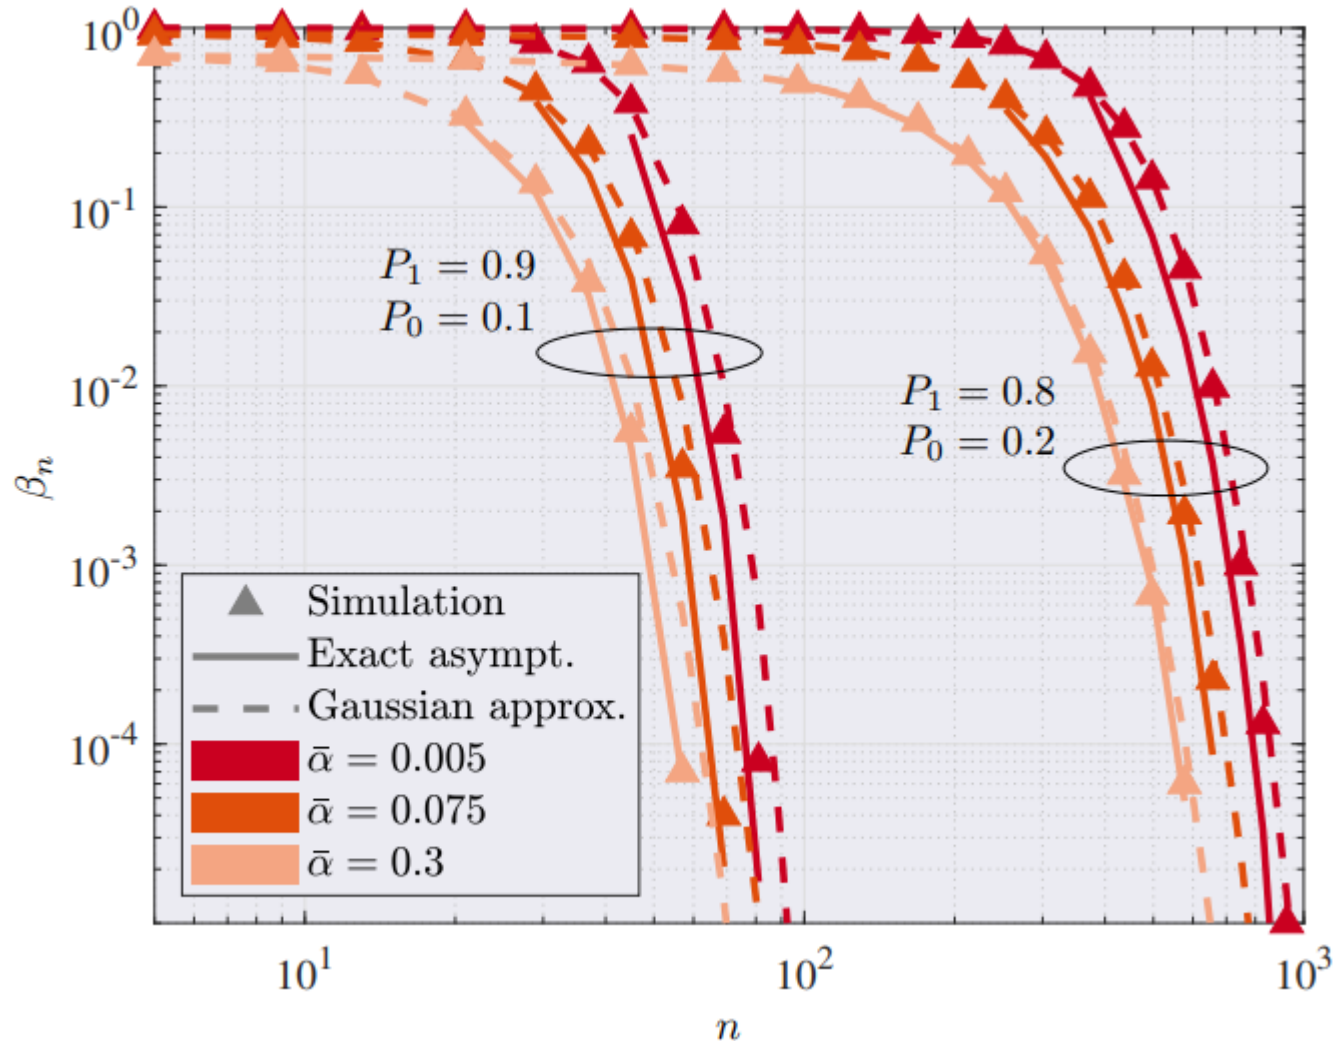 10^0
10^-1
10^-2
10^-3
10^-4
β_n
P_1 = 0.9
P_0 = 0.1
P_1 = 0.8
P_0 = 0.2
Simulation
Exact asympt.
Gaussian approx.
ᾱ = 0.005
ᾱ = 0.075
ᾱ = 0.3
10^1 10^2 10^3
n